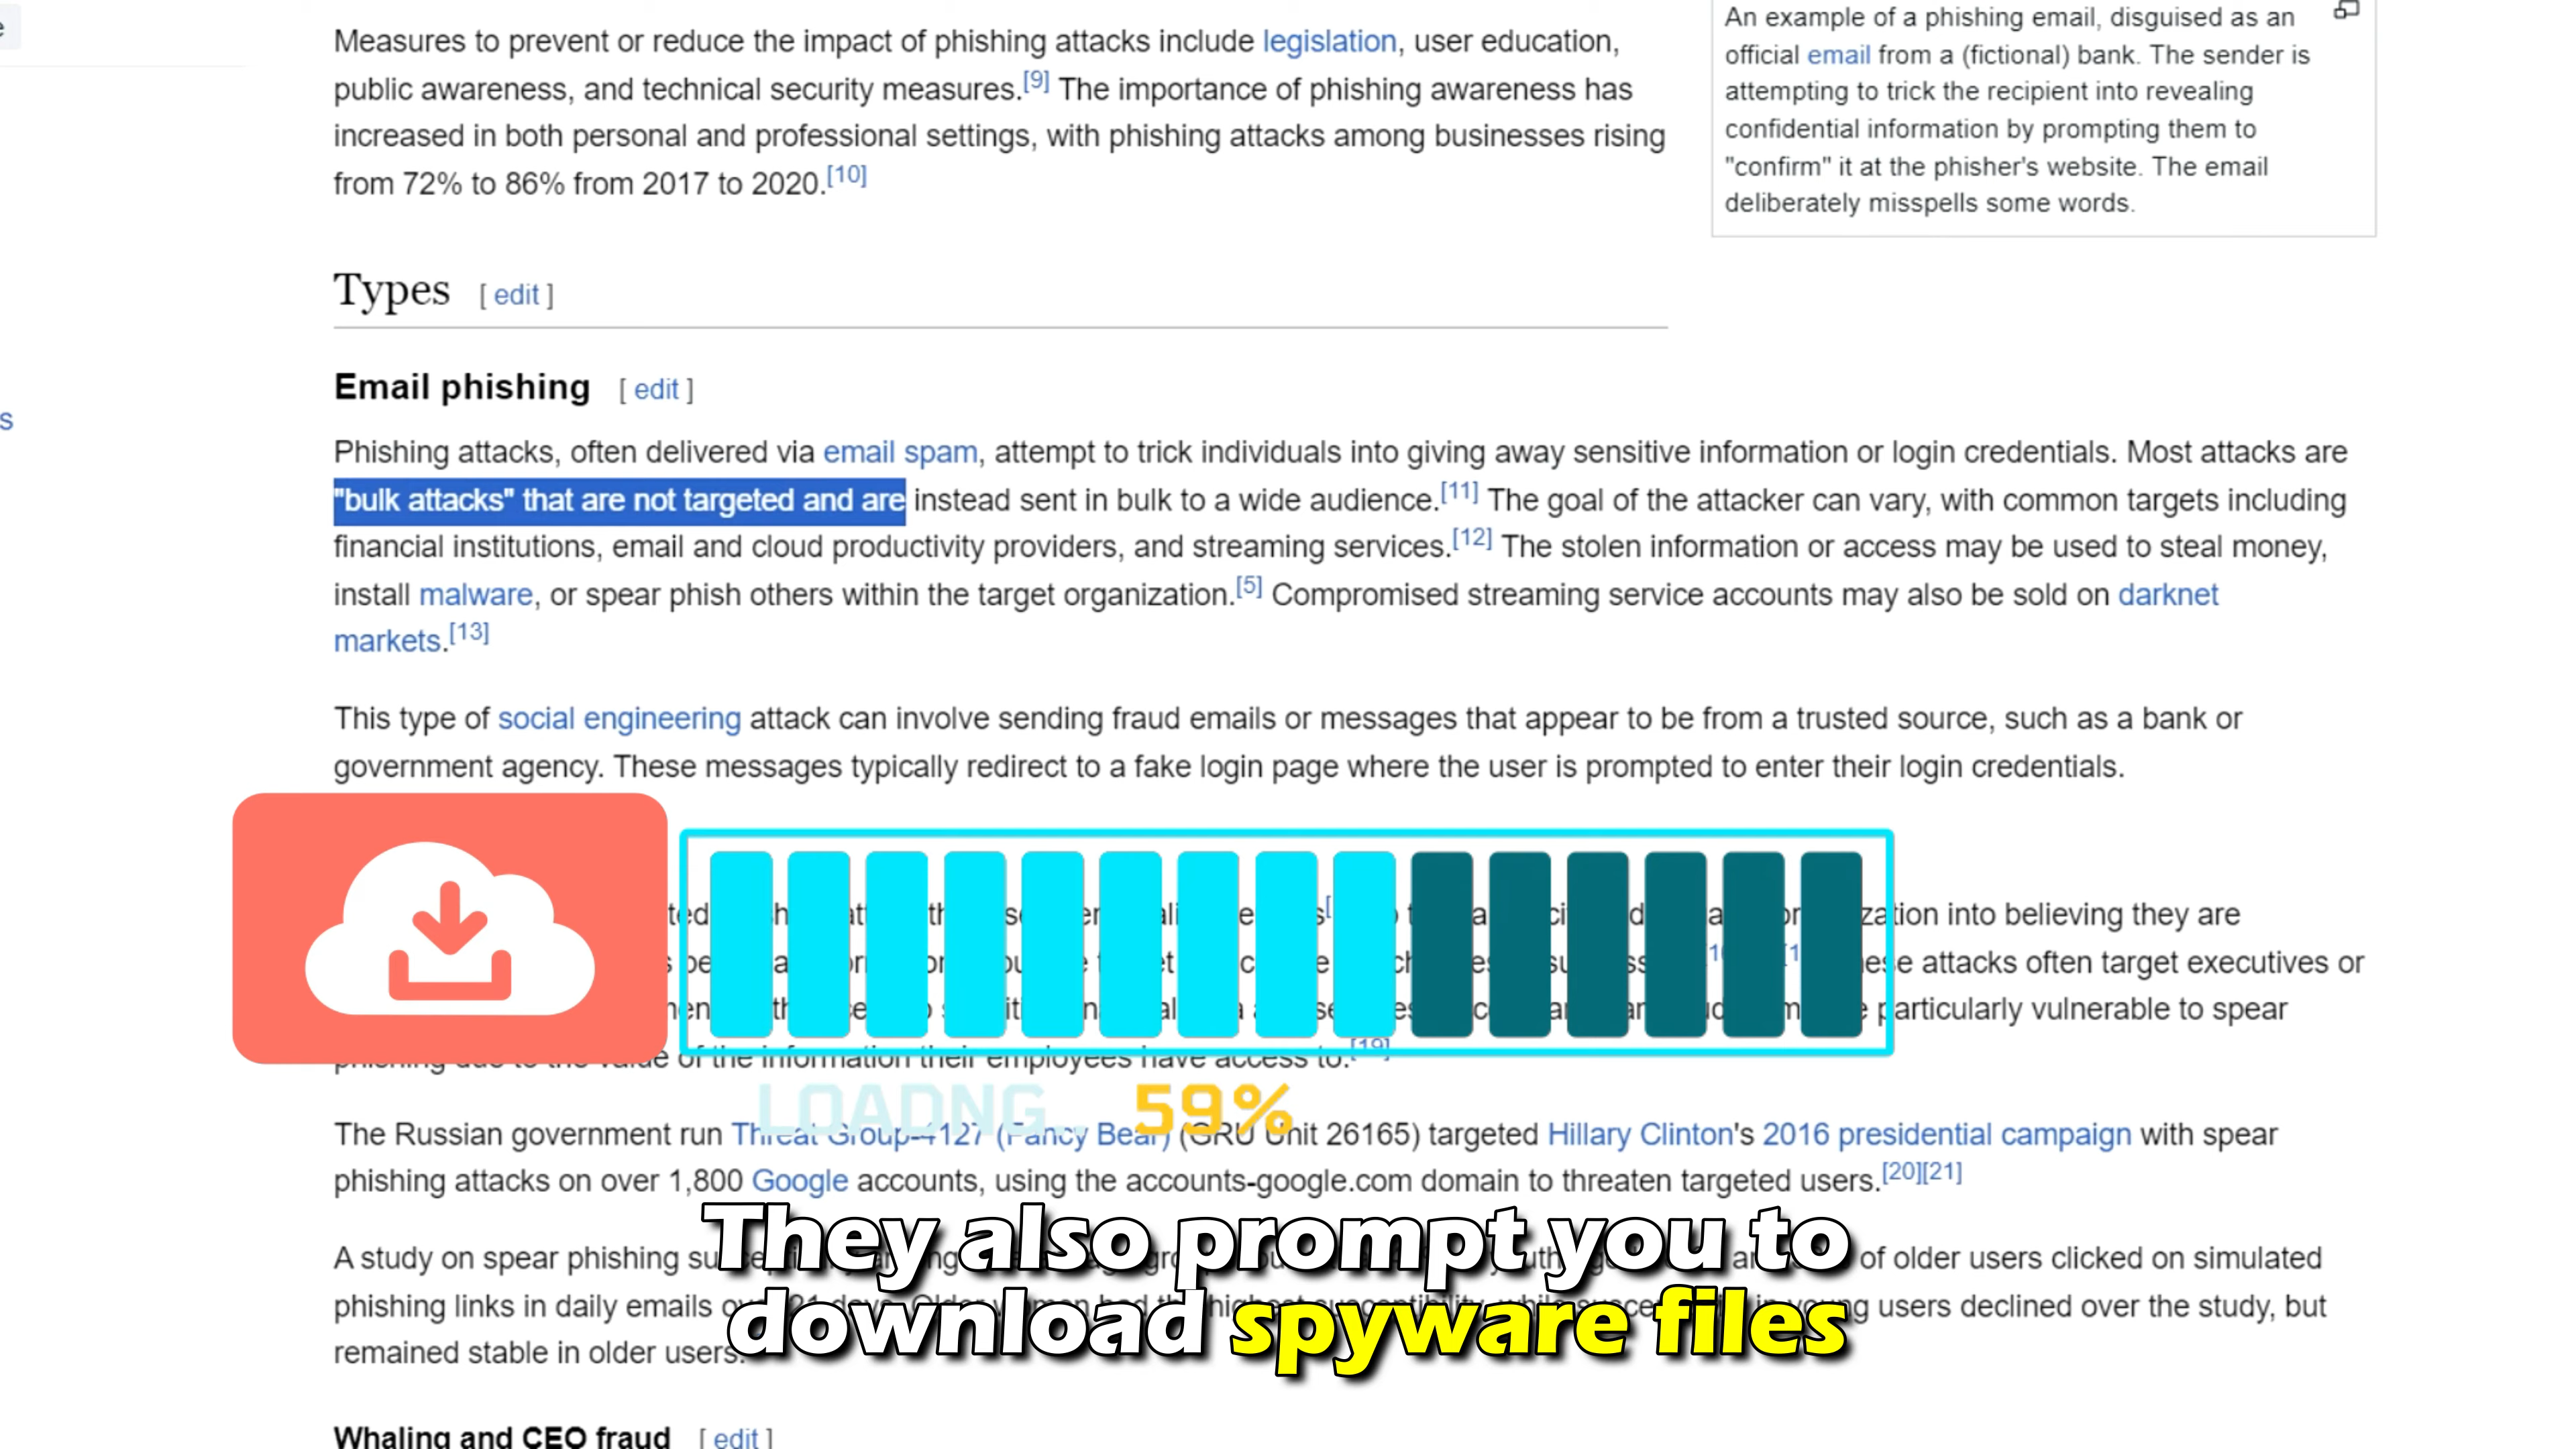 Measures to prevent or reduce the impact of phishing attacks include legislation, user education,
public awareness, and technical security measures.[9] The importance of phishing awareness has
increased in both personal and professional settings, with phishing attacks among businesses rising
from 72% to 86% from 2017 to 2020.[10]
An example of a phishing email, disguised as an
official email from a (fictional) bank. The sender is
attempting to trick the recipient into revealing
confidential information by prompting them to
"confirm" it at the phisher's website. The email
deliberately misspells some words.
Types [ edit ]
Email phishing [ edit ]
s
Phishing attacks, often delivered via email spam, attempt to trick individuals into giving away sensitive information or login credentials. Most attacks are
"bulk attacks" that are not targeted and are instead sent in bulk to a wide audience.[11] The goal of the attacker can vary, with common targets including
financial institutions, email and cloud productivity providers, and streaming services.[12] The stolen information or access may be used to steal money,
install malware, or spear phish others within the target organization.[5] Compromised streaming service accounts may also be sold on darknet
markets.[13]
This type of social engineering attack can involve sending fraud emails or messages that appear to be from a trusted source, such as a bank or
government agency. These messages typically redirect to a fake login page where the user is prompted to enter their login credentials.
into believing they are
attacks often target executives or
particularly vulnerable to spear
of the information their employees have access to.[19]
LOADNG... 59%
The Russian government run Threat Group-4127 (Fancy Bear) (GRU Unit 26165) targeted Hillary Clinton's 2016 presidential campaign with spear
phishing attacks on over 1,800 Google accounts, using the accounts-google.com domain to threaten targeted users.[20][21]
They also prompt you to
download spyware files
A study on spear phishing of older users clicked on simulated
phishing links in daily emails users declined over the study, but
remained stable in older users.
Whaling and CEO fraud [ edit ]